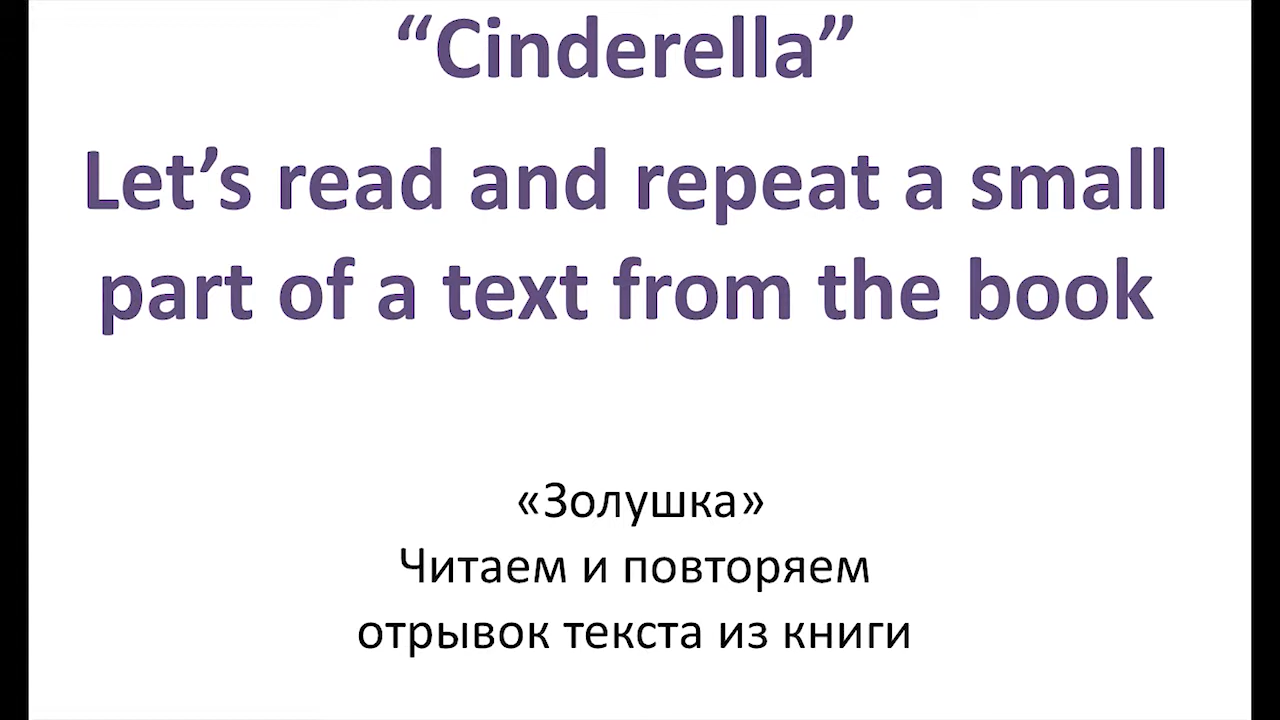 “Cinderella”
Let’s read and repeat a small
part of a text from the book
«Золушка»
Читаем и повторяем
отрывок текста из книги